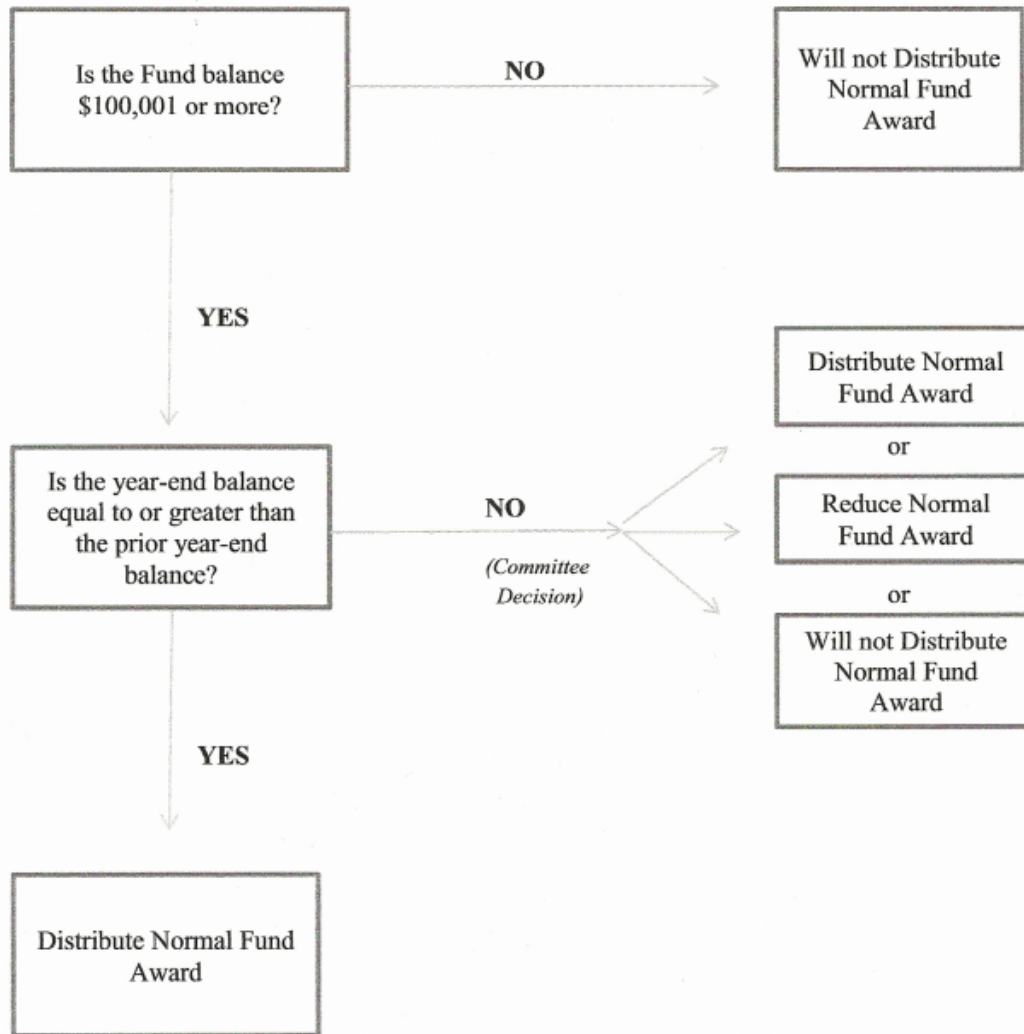 Is the Fund balance
$100,001 or more?
NO
Will not Distribute
Normal Fund
Award
YES
Is the year-end balance
equal to or greater than
the prior year-end
balance?
NO
(Committee
Decision)
Distribute Normal
Fund Award
or
Reduce Normal
Fund Award
or
Will not Distribute
Normal Fund
Award
YES
Distribute Normal Fund
Award